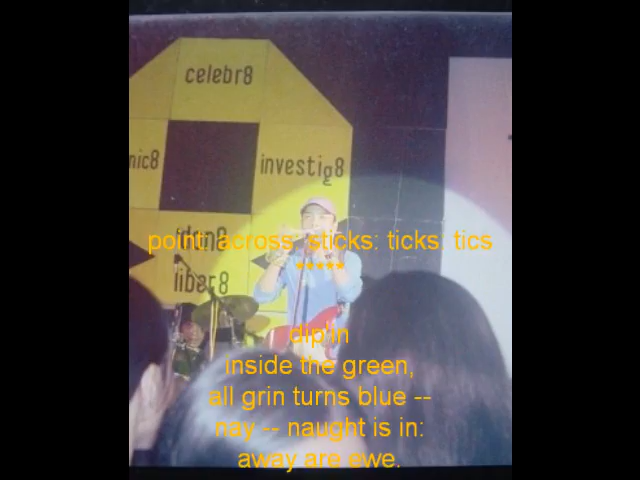 celebr8
nic8
investig8
iden8
liber8
point: across: sticks: ticks: tics
*****
dip'in
inside the green,
all grin turns blue --
nay -- naught is in:
away are ewe.